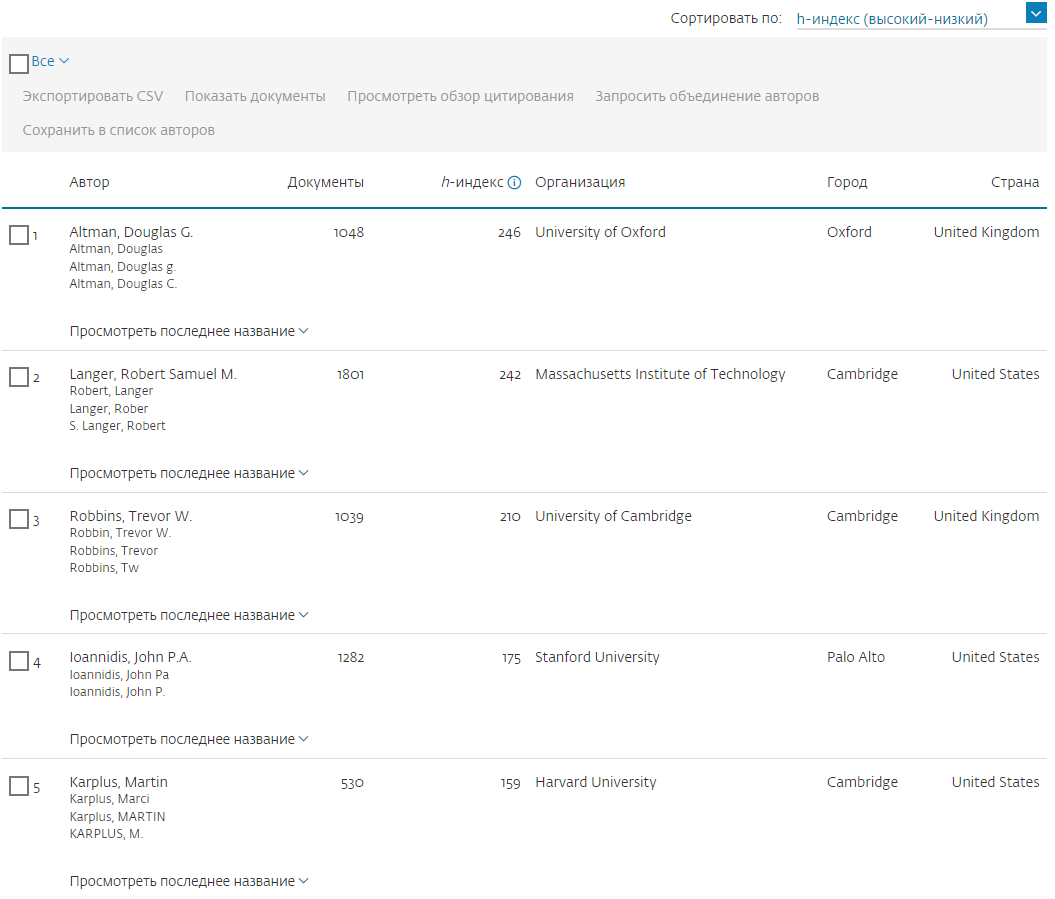 Сортировать по: h-индекс (высокий-низкий)
Все
Экспортировать CSV Показать документы Просмотреть обзор цитирования Запросить объединение авторов
Сохранить в список авторов
Автор Документы h-индекс Организация Город Страна
1 Altman, Douglas G. 1048 246 University of Oxford Oxford United Kingdom
Altman, Douglas
Altman, Douglas g.
Altman, Douglas C.
Просмотреть последнее название
2 Langer, Robert Samuel M. 1801 242 Massachusetts Institute of Technology Cambridge United States
Robert, Langer
Langer, Rober
S. Langer, Robert
Просмотреть последнее название
3 Robbins, Trevor W. 1039 210 University of Cambridge Cambridge United Kingdom
Robbin, Trevor W.
Robbins, Trevor
Robbins, Tw
Просмотреть последнее название
4 Ioannidis, John P.A. 1282 175 Stanford University Palo Alto United States
Ioannidis, John Pa
Ioannidis, John P.
Просмотреть последнее название
5 Karplus, Martin 530 159 Harvard University Cambridge United States
Karplus, Marci
Karplus, MARTIN
KARPLUS, M.
Просмотреть последнее название